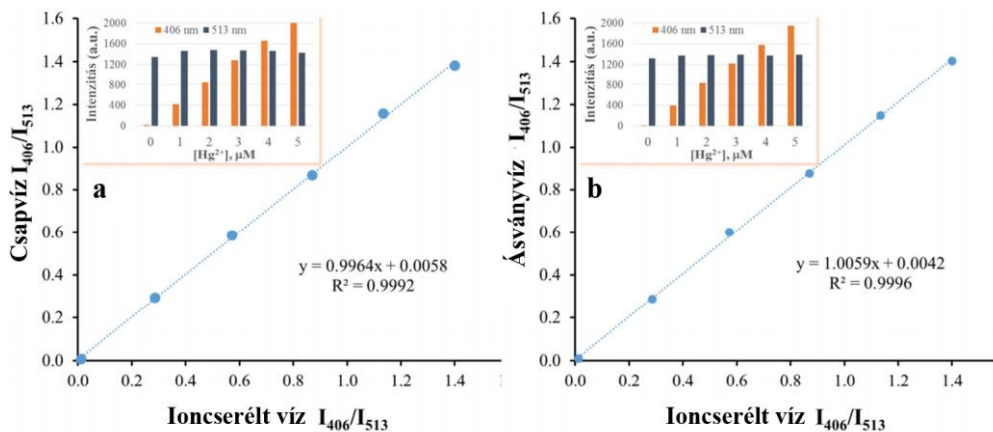 Csapvíz I₄₀₆/I₅₁₃
1.6
1.4
1.2
1.0
0.8
0.6
0.4
0.2
0.0
Intenzitás (a.u.)
2000
1600
1200
800
400
0
406 nm 513 nm
0 1 2 3 4 5
[Hg²⁺], μM
a
y = 0.9964x + 0.0058
R² = 0.9992
0.0 0.2 0.4 0.6 0.8 1.0 1.2 1.4
Ioncserélt víz I₄₀₆/I₅₁₃
Ásványvíz I₄₀₆/I₅₁₃
1.6
1.4
1.2
1.0
0.8
0.6
0.4
0.2
0.0
Intenzitás (a.u.)
2000
1600
1200
800
400
0
406 nm 513 nm
0 1 2 3 4 5
[Hg²⁺], μM
b
y = 1.0059x + 0.0042
R² = 0.9996
0.0 0.2 0.4 0.6 0.8 1.0 1.2 1.4
Ioncserélt víz I₄₀₆/I₅₁₃